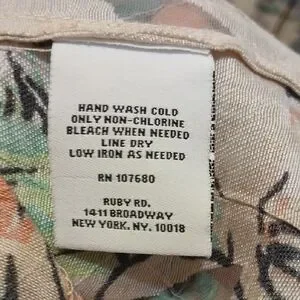 HAND WASH COLD
ONLY NON-CHLORINE
BLEACH WHEN NEEDED
LINE DRY
LOW IRON AS NEEDED
RN 107680
RUBY RD.
1411 BROADWAY
NEW YORK, NY. 10018